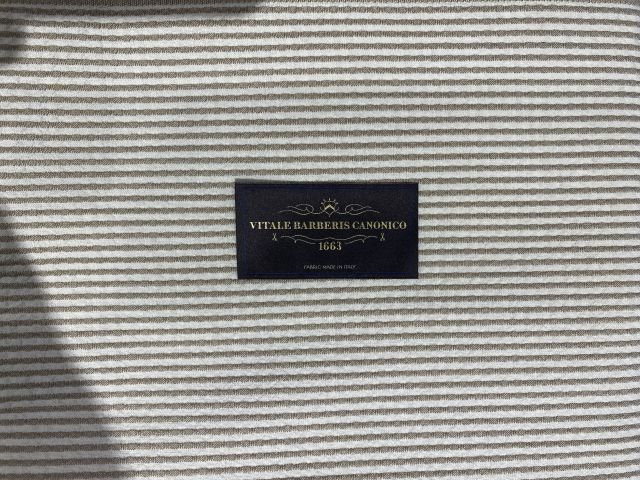 VITALE BARBERIS CANONICO
1663
FABRIC MADE IN ITALY